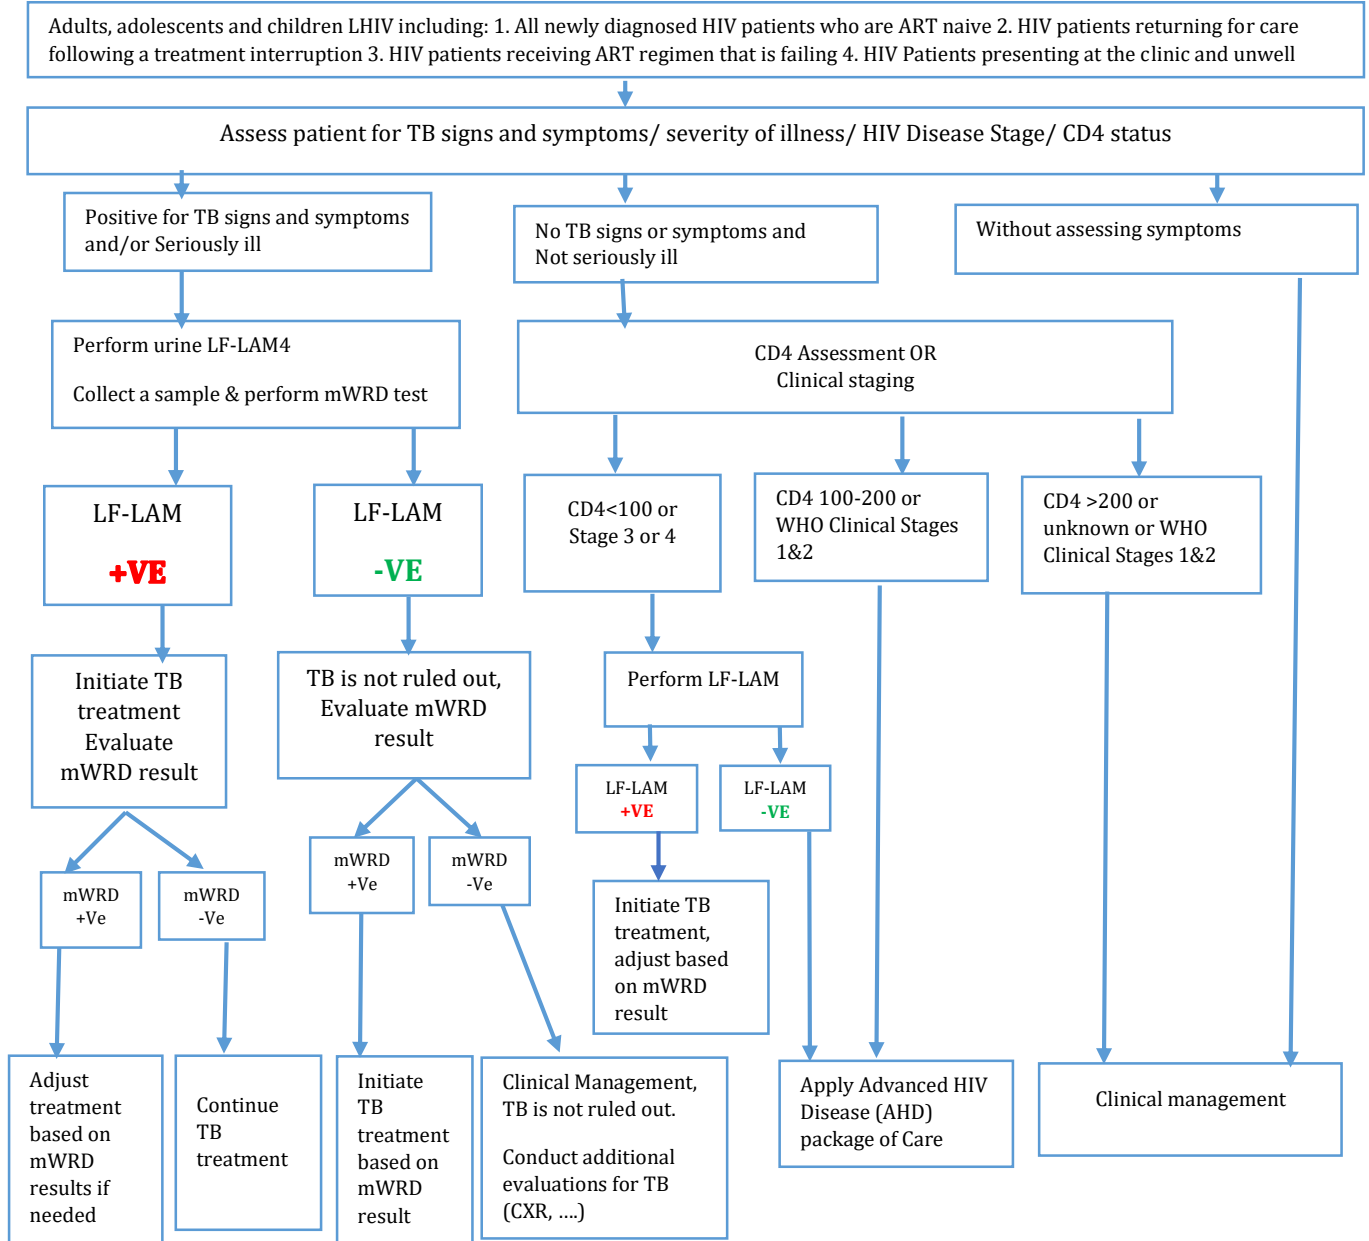 Adults, adolescents and children LHIV including: 1. All newly diagnosed HIV patients who are ART naive 2. HIV patients returning for care
following a treatment interruption 3. HIV patients receiving ART regimen that is failing 4. HIV Patients presenting at the clinic and unwell
Assess patient for TB signs and symptoms/ severity of illness/ HIV Disease Stage/ CD4 status
Positive for TB signs and symptoms
and/or Seriously ill
No TB signs or symptoms and
Not seriously ill
Without assessing symptoms
Perform urine LF-LAM4
Collect a sample & perform mWRD test
CD4 Assessment OR
Clinical staging
LF-LAM
+VE
LF-LAM
-VE
CD4<100 or
Stage 3 or 4
CD4 100-200 or
WHO Clinical Stages
1&2
CD4 >200 or
unknown or WHO
Clinical Stages 1&2
Initiate TB
treatment
Evaluate
mWRD result
TB is not ruled out,
Evaluate mWRD
result
Perform LF-LAM
LF-LAM
+VE
LF-LAM
-VE
mWRD
+Ve
mWRD
-Ve
mWRD
+Ve
mWRD
-Ve
Initiate TB
treatment,
adjust based
on mWRD
result
Adjust
treatment
based on
mWRD
results if
needed
Continue
TB
treatment
Initiate
TB
treatment
based on
mWRD
result
Clinical Management,
TB is not ruled out.
Conduct additional
evaluations for TB
(CXR, ....)
Apply Advanced HIV
Disease (AHD)
package of Care
Clinical management